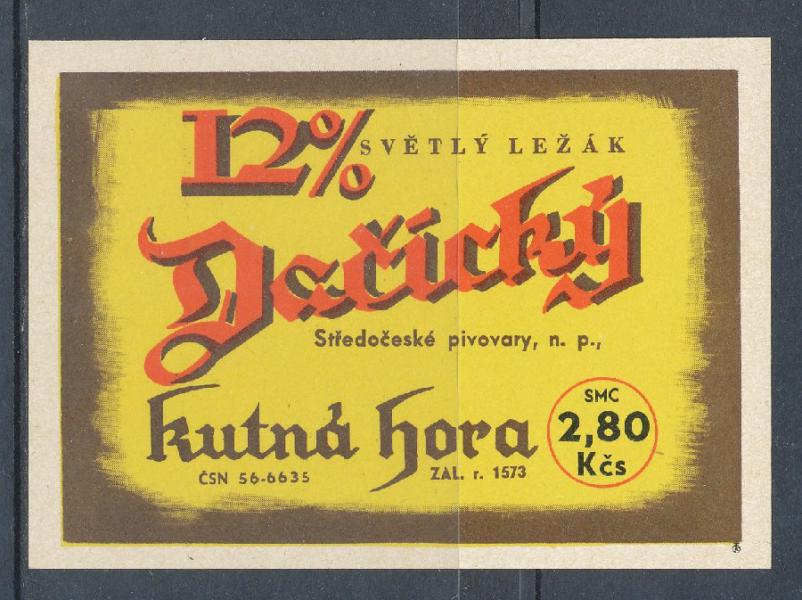 12% SVĚTLÝ LEŽÁK
Dačický
Středočeské pivovary, n. p.,
kutná hora
SMC
2,80
Kčs
ČSN 56-6635
ZAL. r. 1573